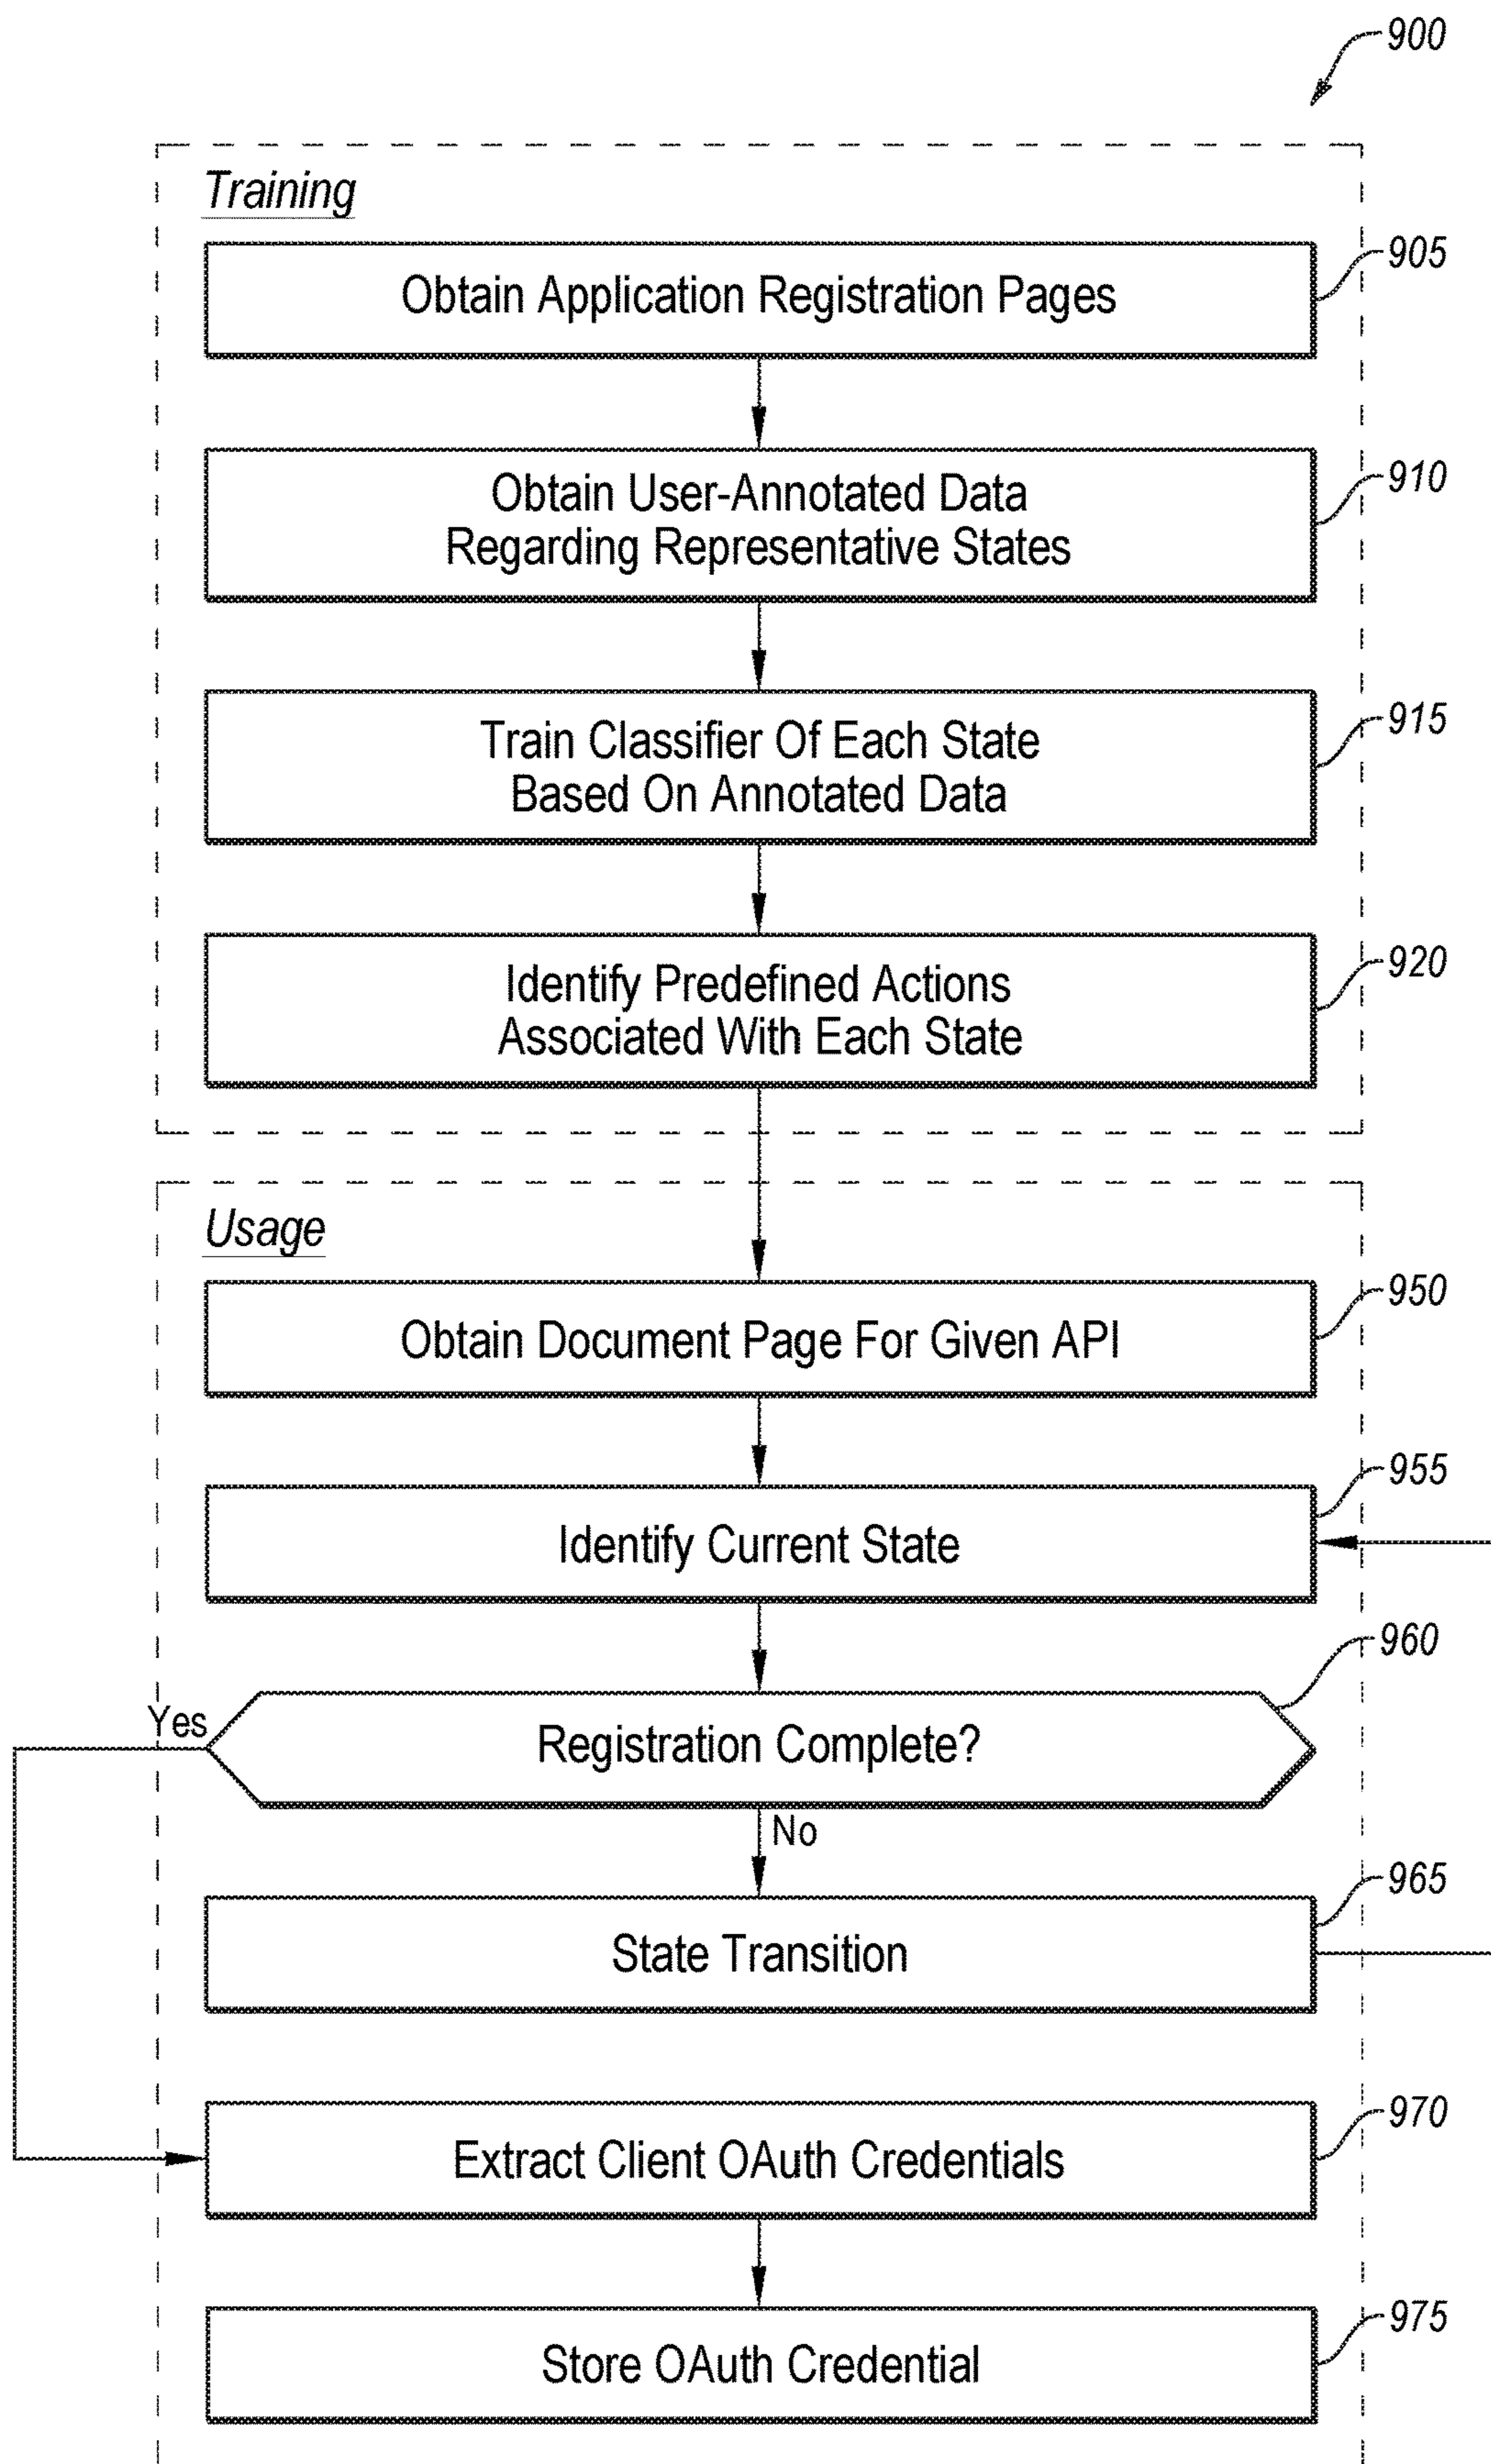 900
Training
Obtain Application Registration Pages
905
Obtain User-Annotated Data
Regarding Representative States
910
Train Classifier Of Each State
Based On Annotated Data
915
Identify Predefined Actions
Associated With Each State
920
Usage
Obtain Document Page For Given API
950
Identify Current State
955
Registration Complete?
960
Yes
No
State Transition
965
Extract Client OAuth Credentials
970
Store OAuth Credential
975